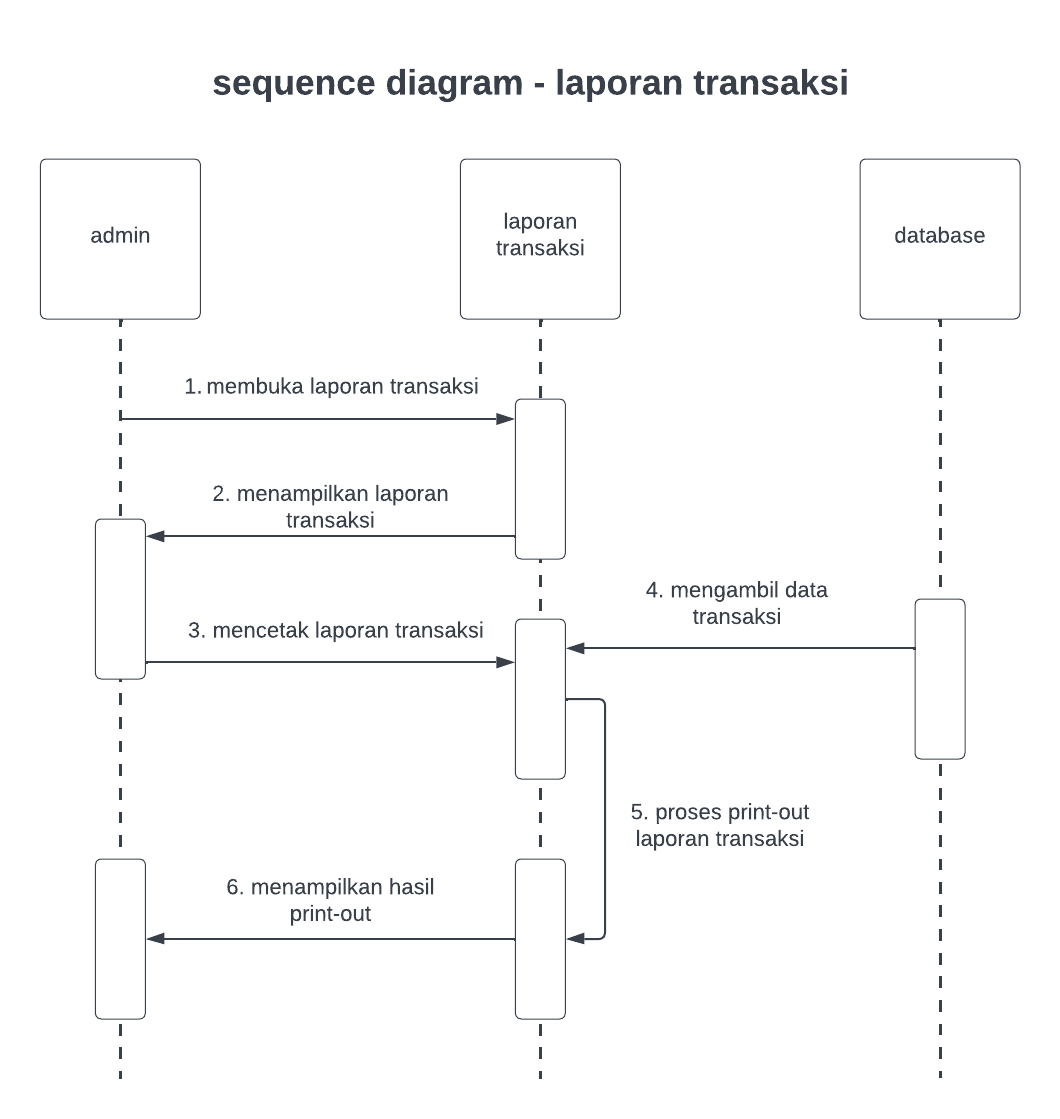 sequence diagram - laporan transaksi
admin
laporan
transaksi
database
1. membuka laporan transaksi
2. menampilkan laporan
transaksi
3. mencetak laporan transaksi
4. mengambil data
transaksi
5. proses print-out
laporan transaksi
6. menampilkan hasil
print-out